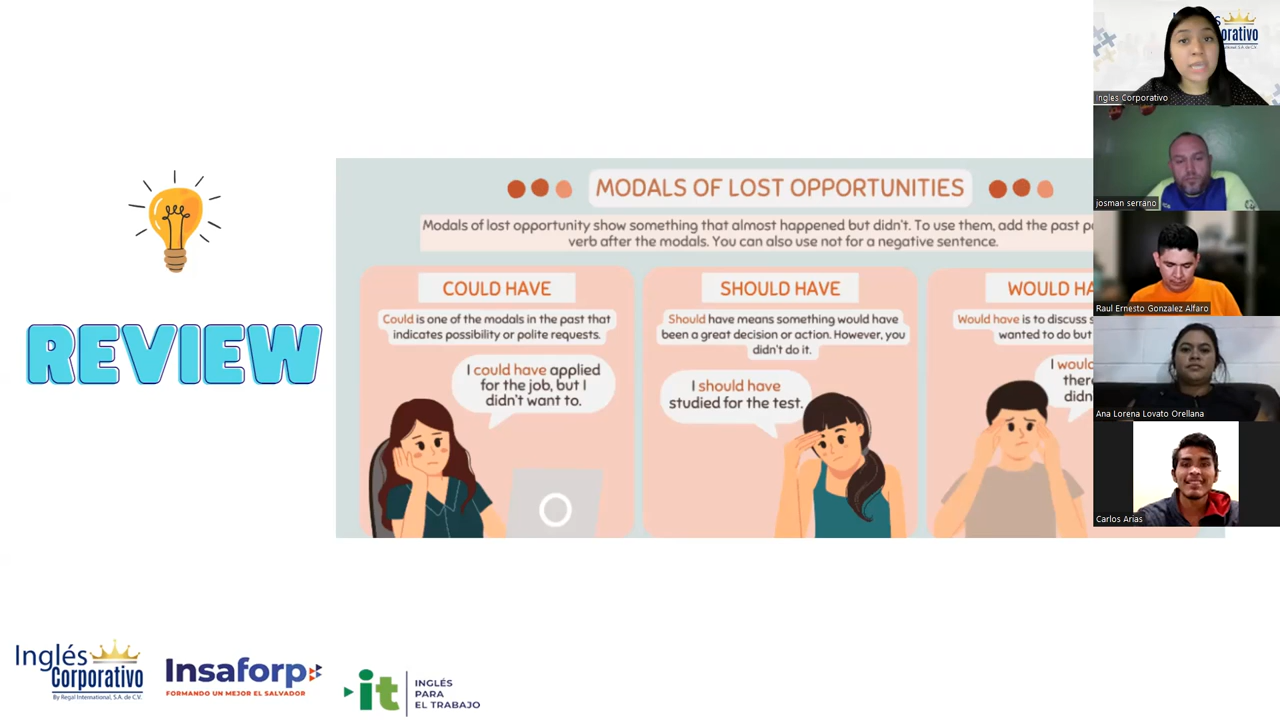 REVIEW
MODALS OF LOST OPPORTUNITIES
Modals of lost opportunity show something that almost happened but didn't. To use them, add the past
verb after the modals. You can also use not for a negative sentence.
COULD HAVE
Could is one of the modals in the past that
indicates possibility or polite requests.
I could have applied
for the job, but I
didn't want to.
SHOULD HAVE
Should have means something would have
been a great decision or action. However, you
didn't do it.
I should have
studied for the test.
WOULD HA
Would have is to discuss s
wanted to do but
I woul
ther
didn
Inglés
Corporativo
By Regal International, S.A. de C.V.
Insaforp
FORMANDO UN MEJOR EL SALVADOR
it
INGLÉS
PARA
EL TRABAJO
Ingles Corporativo
josman serrano
Raul Ernesto Gonzalez Alfaro
Ana Lorena Lovato Orellana
Carlos Arias